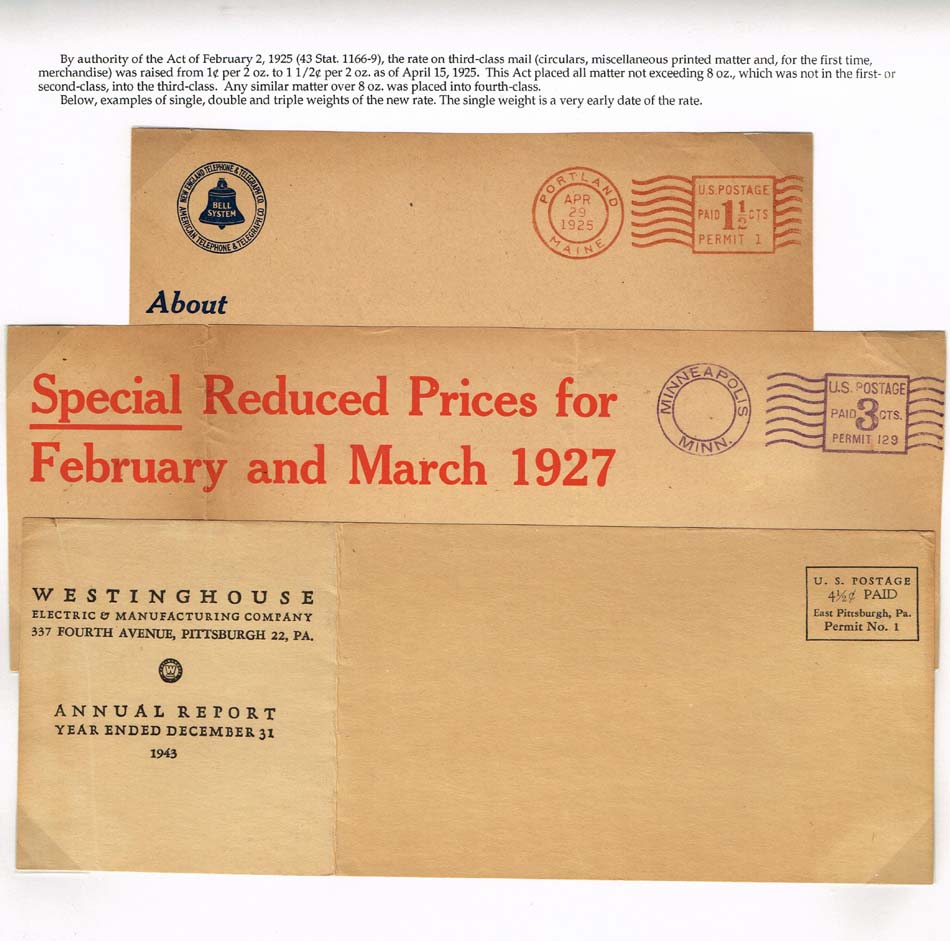 By authority of the Act of February 2, 1925 (43 Stat. 1166-9), the rate on third-class mail (circulars, miscellaneous printed matter and, for the first time,
merchandise) was raised from 1¢ per 2 oz. to 1 1/2¢ per 2 oz. as of April 15, 1925. This Act placed all matter not exceeding 8 oz., which was not in the first- or
second-class, into the third-class. Any similar matter over 8 oz. was placed into fourth-class.
Below, examples of single, double and triple weights of the new rate. The single weight is a very early date of the rate.
NEW ENGLAND TELEPHONE & TELEGRAPH CO
AMERICAN TELEPHONE & TELEGRAPH CO
BELL
SYSTEM
PORTLAND
APR
29
1925
MAINE
U.S. POSTAGE
PAID 1 1/2 CTS
PERMIT 1
About
Special Reduced Prices for
February and March 1927
MINNEAPOLIS
MINN.
U.S. POSTAGE
PAID 3 CTS.
PERMIT 129
WESTINGHOUSE
ELECTRIC & MANUFACTURING COMPANY
337 FOURTH AVENUE, PITTSBURGH 22, PA.
W
ANNUAL REPORT
YEAR ENDED DECEMBER 31
1943
U. S. POSTAGE
4½¢ PAID
East Pittsburgh, Pa.
Permit No. 1